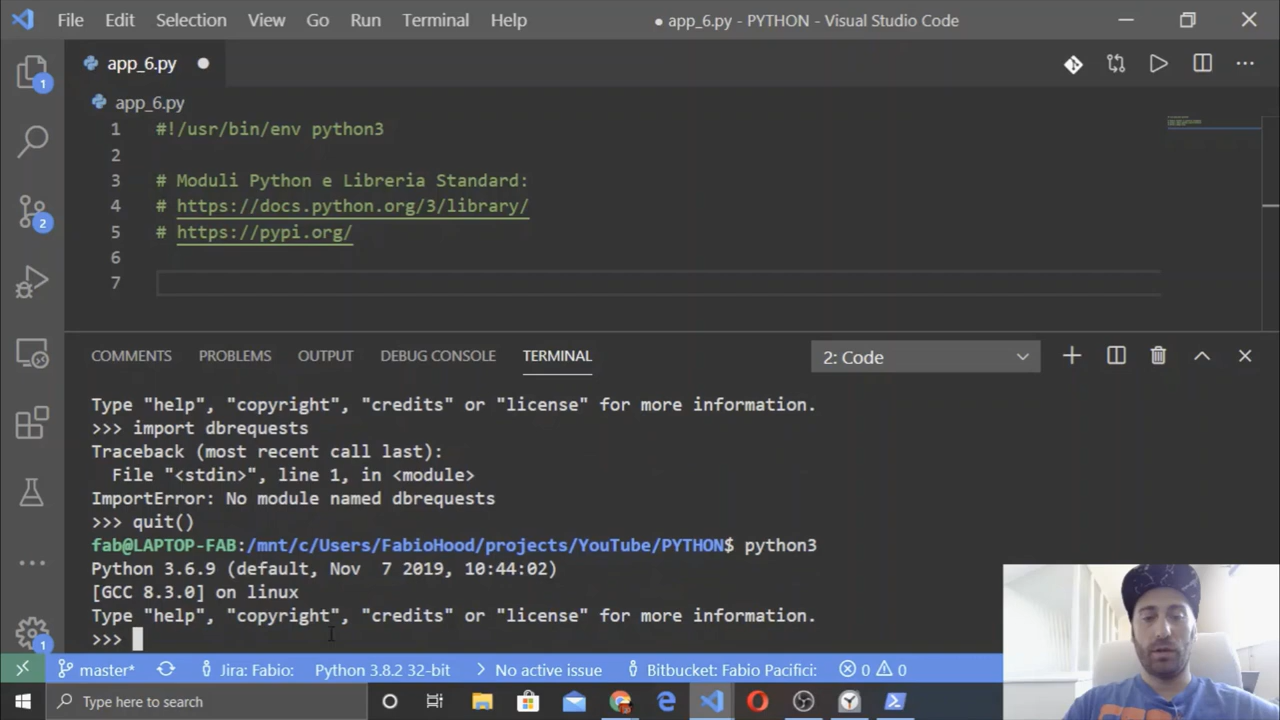 File Edit Selection View Go Run Terminal Help
● app_6.py - PYTHON - Visual Studio Code
app_6.py
app_6.py
1 #!/usr/bin/env python3
2
3 # Moduli Python e Libreria Standard:
4 # https://docs.python.org/3/library/
5 # https://pypi.org/
6
7
1
2
1
COMMENTS PROBLEMS OUTPUT DEBUG CONSOLE TERMINAL 2: Code
Type "help", "copyright", "credits" or "license" for more information.
>>> import dbrequests
Traceback (most recent call last):
File "<stdin>", line 1, in <module>
ImportError: No module named dbrequests
>>> quit()
fab@LAPTOP-FAB:/mnt/c/Users/FabioHood/projects/YouTube/PYTHON$ python3
Python 3.6.9 (default, Nov  7 2019, 10:44:02)
[GCC 8.3.0] on linux
Type "help", "copyright", "credits" or "license" for more information.
>>>
master* Jira: Fabio: Python 3.8.2 32-bit No active issue Bitbucket: Fabio Pacifici: 0 0
Type here to search